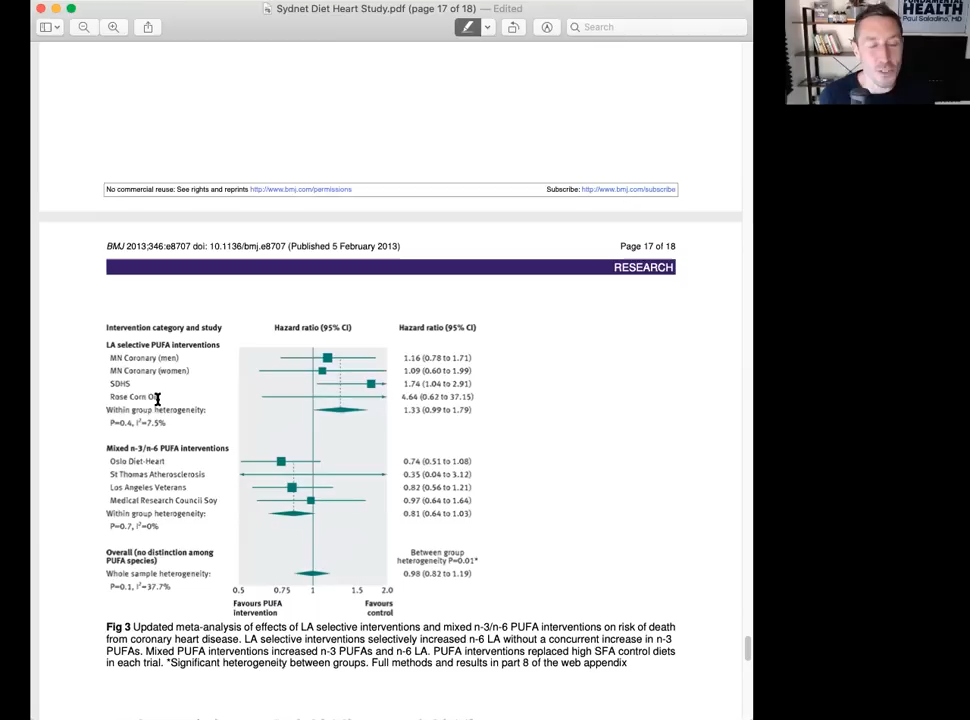 Sydnet Diet Heart Study.pdf (page 17 of 18) — Edited
Search
HEALTH
Paul Saladino, MD
No commercial reuse: See rights and reprints http://www.bmj.com/permissions
Subscribe: http://www.bmj.com/subscribe
BMJ 2013;346:e8707 doi: 10.1136/bmj.e8707 (Published 5 February 2013)
Page 17 of 18
RESEARCH
Intervention category and study Hazard ratio (95% CI) Hazard ratio (95% CI)
LA selective PUFA interventions
MN Coronary (men) 1.16 (0.78 to 1.71)
MN Coronary (women) 1.09 (0.60 to 1.99)
SDHS 1.74 (1.04 to 2.91)
Rose Corn 4.64 (0.62 to 37.15)
Within group heterogeneity: 1.33 (0.99 to 1.79)
P=0.4, I²=7.5%
Mixed n-3/n-6 PUFA interventions
Oslo Diet-Heart 0.74 (0.51 to 1.08)
St Thomas Atherosclerosis 0.35 (0.04 to 3.12)
Los Angeles Veterans 0.82 (0.56 to 1.21)
Medical Research Council Soy 0.97 (0.64 to 1.64)
Within group heterogeneity: 0.81 (0.64 to 1.03)
P=0.7, I²=0%
Overall (no distinction among Between group
PUFA species) heterogeneity P=0.01*
Whole sample heterogeneity: 0.98 (0.82 to 1.19)
P=0.1, I²=37.7%
0.5 0.75 1 1.5 2.0
Favours PUFA Favours
intervention control
Fig 3 Updated meta-analysis of effects of LA selective interventions and mixed n-3/n-6 PUFA interventions on risk of death
from coronary heart disease. LA selective interventions selectively increased n-6 LA without a concurrent increase in n-3
PUFAs. Mixed PUFA interventions increased n-3 PUFAs and n-6 LA. PUFA interventions replaced high SFA control diets
in each trial. *Significant heterogeneity between groups. Full methods and results in part 8 of the web appendix